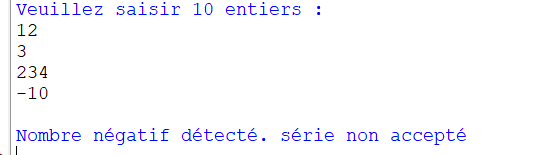 Veuillez saisir 10 entiers :
12
3
234
-10
Nombre négatif détecté. série non accepté